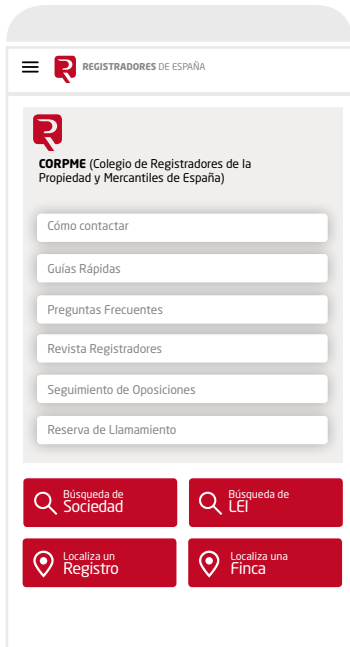 REGISTRADORES DE ESPAÑA
CORPME (Colegio de Registradores de la
Propiedad y Mercantiles de España)
Cómo contactar
Guías Rápidas
Preguntas Frecuentes
Revista Registradores
Seguimiento de Oposiciones
Reserva de Llamamiento
Búsqueda de
Sociedad
Búsqueda de
LEI
Localiza un
Registro
Localiza una
Finca